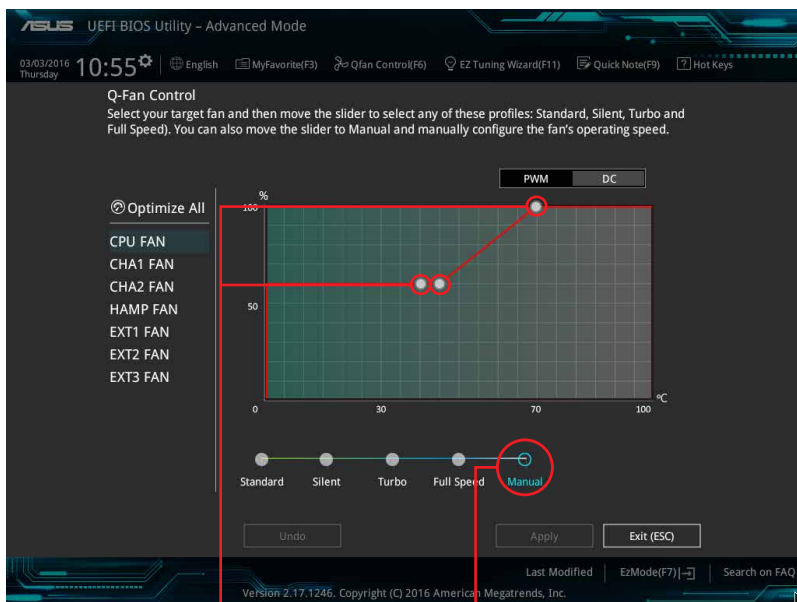 ASUS UEFI BIOS Utility – Advanced Mode
03/03/2016 Thursday 10:55 English MyFavorite(F3) Qfan Control(F6) EZ Tuning Wizard(F11) Quick Note(F9) ? Hot Keys
Q-Fan Control
Select your target fan and then move the slider to select any of these profiles: Standard, Silent, Turbo and
Full Speed). You can also move the slider to Manual and manually configure the fan's operating speed.
PWM DC
%
Optimize All
100
CPU FAN
CHA1 FAN
CHA2 FAN
HAMP FAN
50
EXT1 FAN
EXT2 FAN
EXT3 FAN
°C
0 30 70 100
Standard Silent Turbo Full Speed Manual
Undo Apply Exit (ESC)
Last Modified EzMode(F7) Search on FAQ
Version 2.17.1246. Copyright (C) 2016 American Megatrends, Inc.